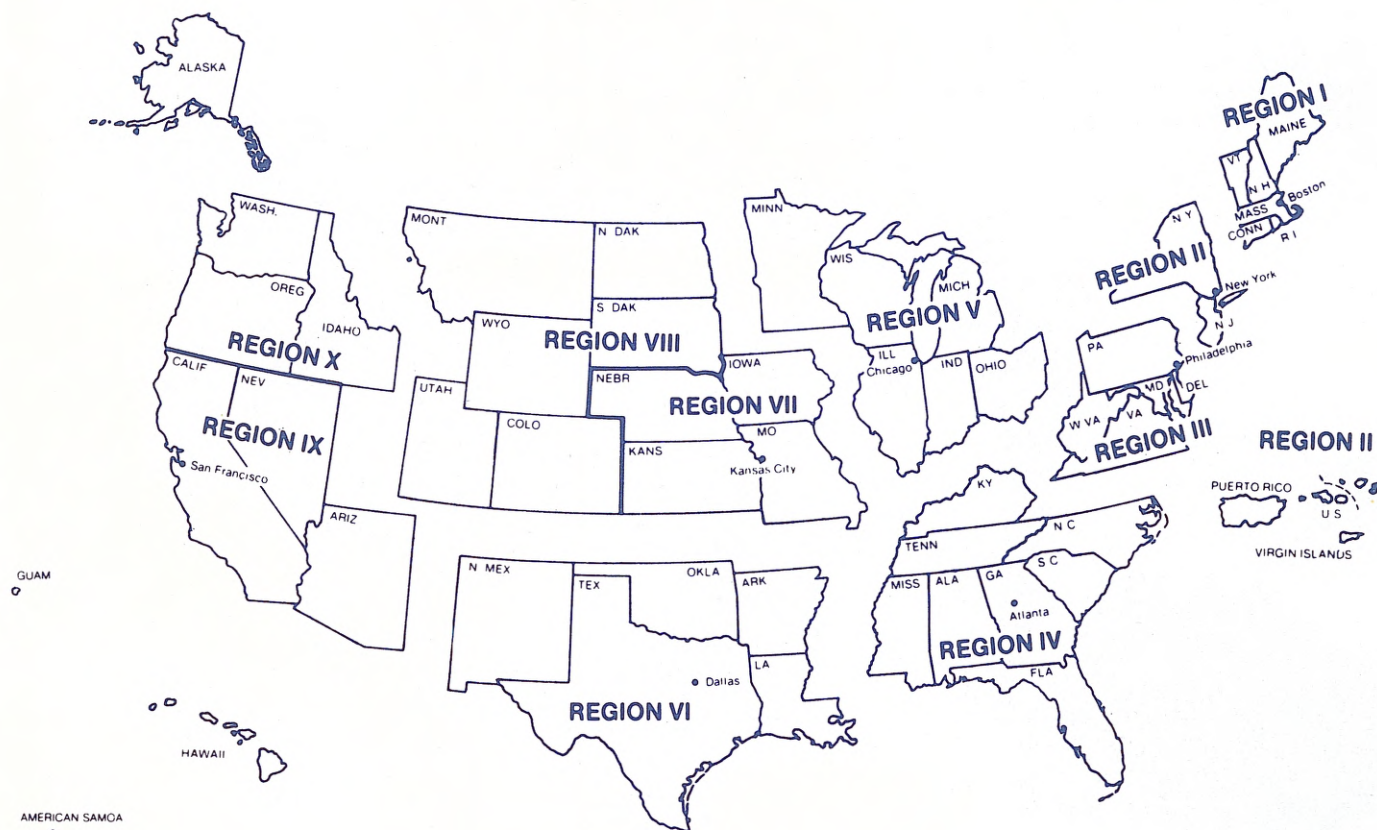 ALASKA
REGION I
MAINE
VT
N H
Boston
MASS
CONN
R I
WASH.
MONT
N DAK
MINN
N Y
WIS
REGION II
MICH
New York
OREG
S DAK
N J
IDAHO
WYO
REGION VIII
REGION V
REGION X
PA
ILL
Chicago
IND
OHIO
Philadelphia
CALIF
NEV
UTAH
NEBR
IOWA
MD
DEL
REGION VII
REGION IX
COLO
MO
W VA
VA
REGION III
REGION II
San Francisco
KANS
Kansas City
KY
PUERTO RICO
U S
VIRGIN ISLANDS
ARIZ
N C
TENN
S C
GUAM
N MEX
OKLA
TEX
ARK
MISS
ALA
GA
Atlanta
REGION IV
LA
FLA
Dallas
REGION VI
HAWAII
AMERICAN SAMOA